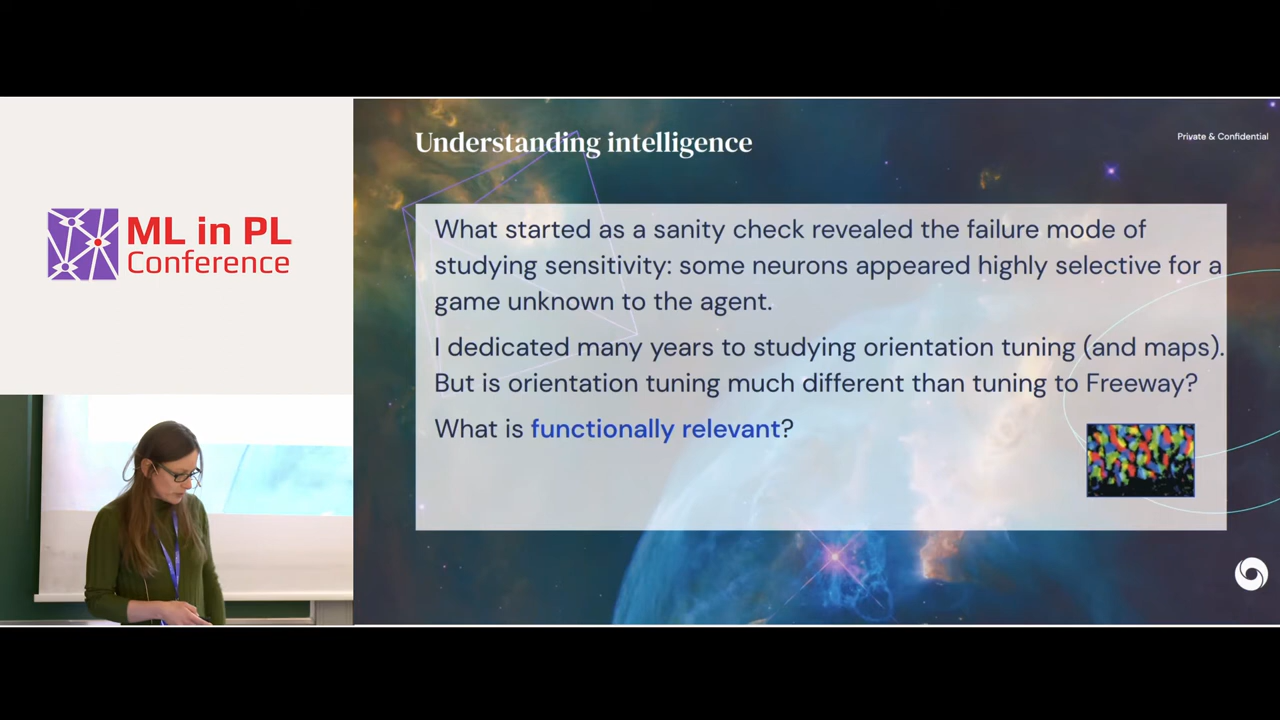 ML in PL
Conference
Understanding intelligence
Private & Confidential
What started as a sanity check revealed the failure mode of
studying sensitivity: some neurons appeared highly selective for a
game unknown to the agent.
I dedicated many years to studying orientation tuning (and maps).
But is orientation tuning much different than tuning to Freeway?
What is functionally relevant?